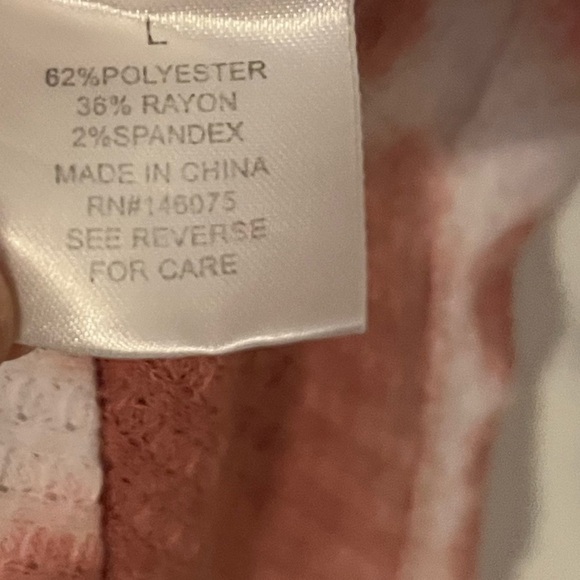 L
62%POLYESTER
36% RAYON
2%SPANDEX
MADE IN CHINA
RN#146075
SEE REVERSE
FOR CARE